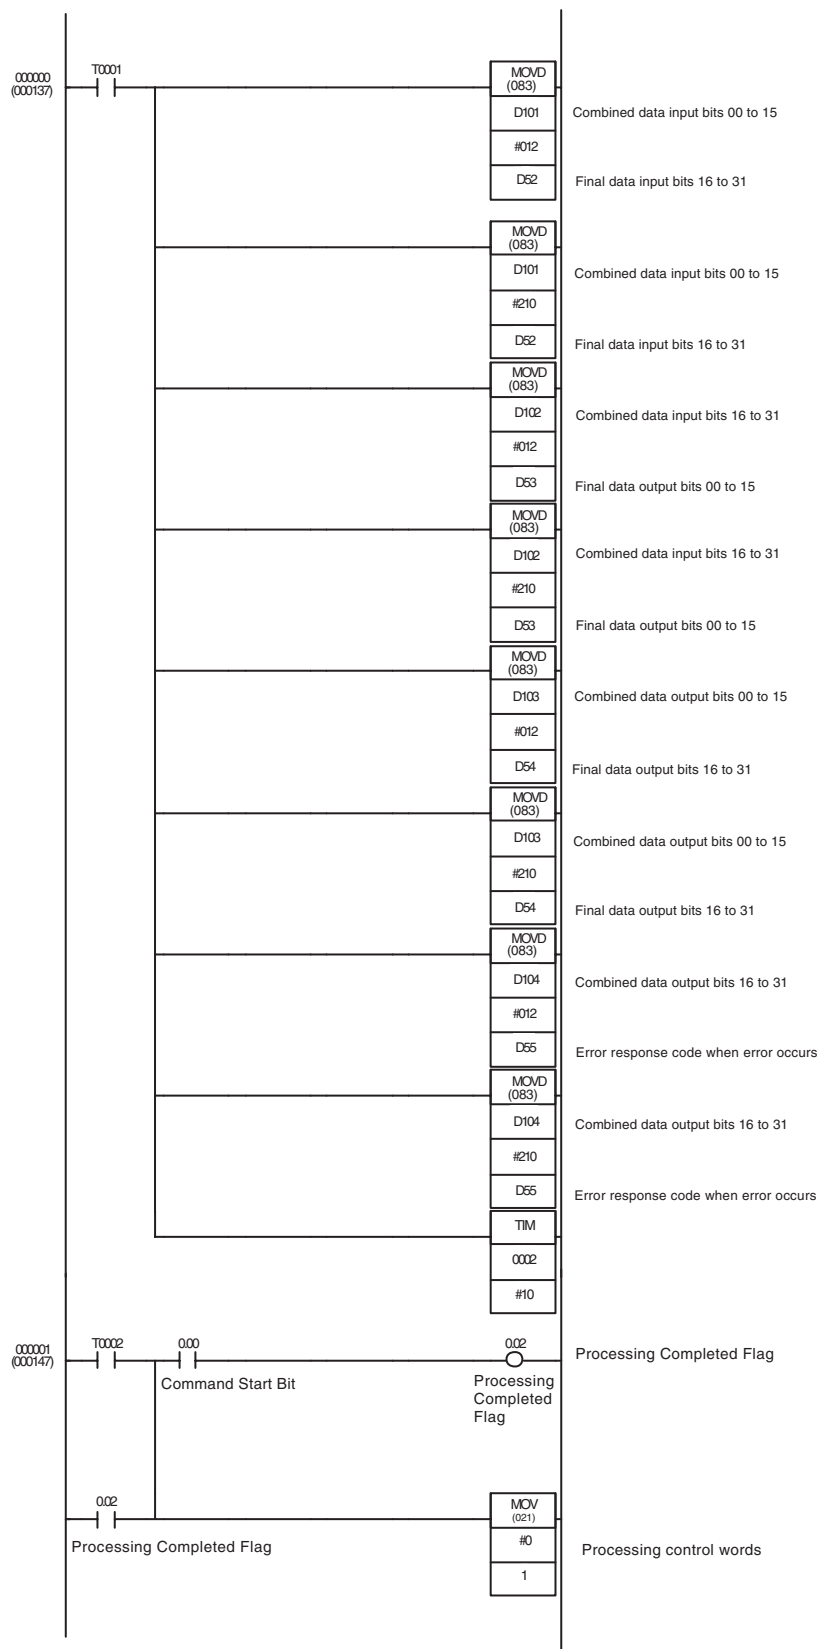 000000
(000137)
T0001
MOVD
(083)
D101
Combined data input bits 00 to 15
#012
D52
Final data input bits 16 to 31
MOVD
(083)
D101
Combined data input bits 00 to 15
#210
D52
Final data input bits 16 to 31
MOVD
(083)
D102
Combined data input bits 16 to 31
#012
D53
Final data output bits 00 to 15
MOVD
(083)
D102
Combined data input bits 16 to 31
#210
D53
Final data output bits 00 to 15
MOVD
(083)
D103
Combined data output bits 00 to 15
#012
D54
Final data output bits 16 to 31
MOVD
(083)
D103
Combined data output bits 00 to 15
#210
D54
Final data output bits 16 to 31
MOVD
(083)
D104
Combined data output bits 16 to 31
#012
D55
Error response code when error occurs
MOVD
(083)
D104
Combined data output bits 16 to 31
#210
D55
Error response code when error occurs
TIM
0002
#10
000001
(000147)
T0002
0.00
Command Start Bit
0.02
Processing
Completed
Flag
Processing Completed Flag
0.02
Processing Completed Flag
MOV
(021)
#0
1
Processing control words